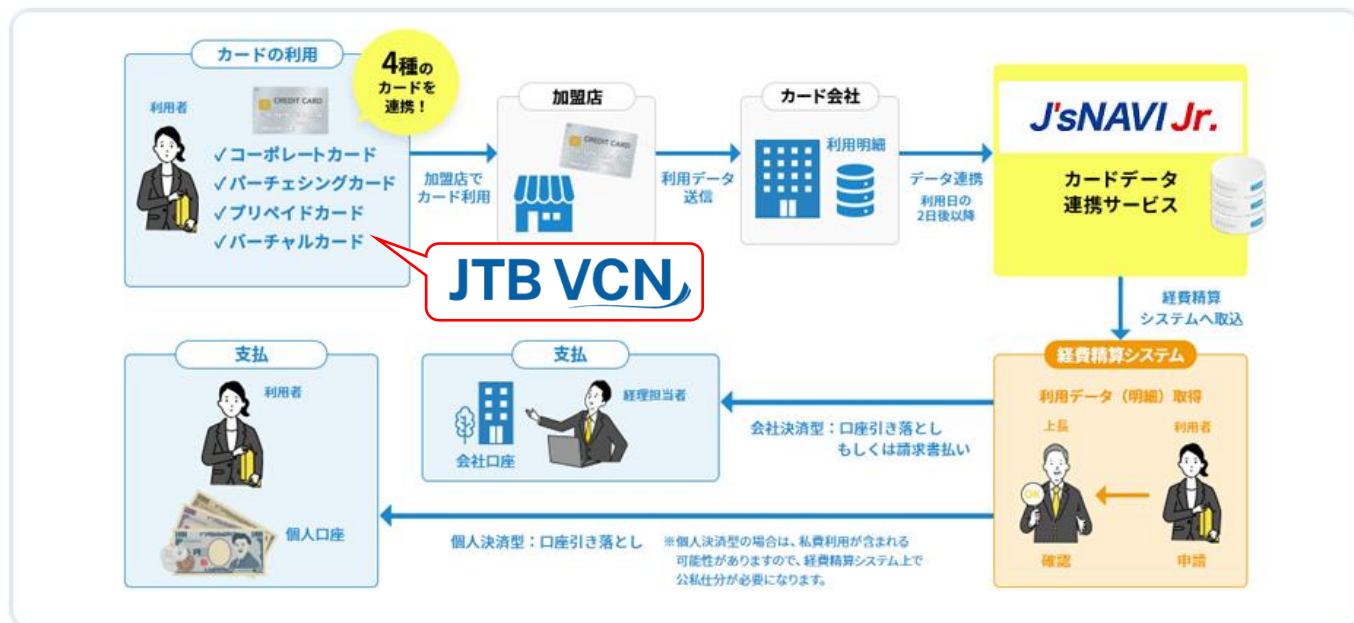 カードの利用
4種の
カードを
連携！
利用者
CREDIT CARD
✓コーポレートカード
✓パーチェシングカード
✓プリペイドカード
✓バーチャルカード
JTB VCN
加盟店で
カード利用
加盟店
CREDIT CARD
利用データ
送信
カード会社
利用明細
データ連携
利用日の
2日後以降
J'sNAVI Jr.
カードデータ
連携サービス
経費精算
システムへ取込
経費精算システム
利用データ（明細）取得
上長
利用者
OK
確認
申請
支払
経理担当者
会社口座
会社決済型：口座引き落とし
もしくは請求書払い
支払
利用者
個人口座
個人決済型：口座引き落とし
※個人決済型の場合は、私費利用が含まれる
可能性がありますので、経費精算システム上で
公私仕分が必要になります。